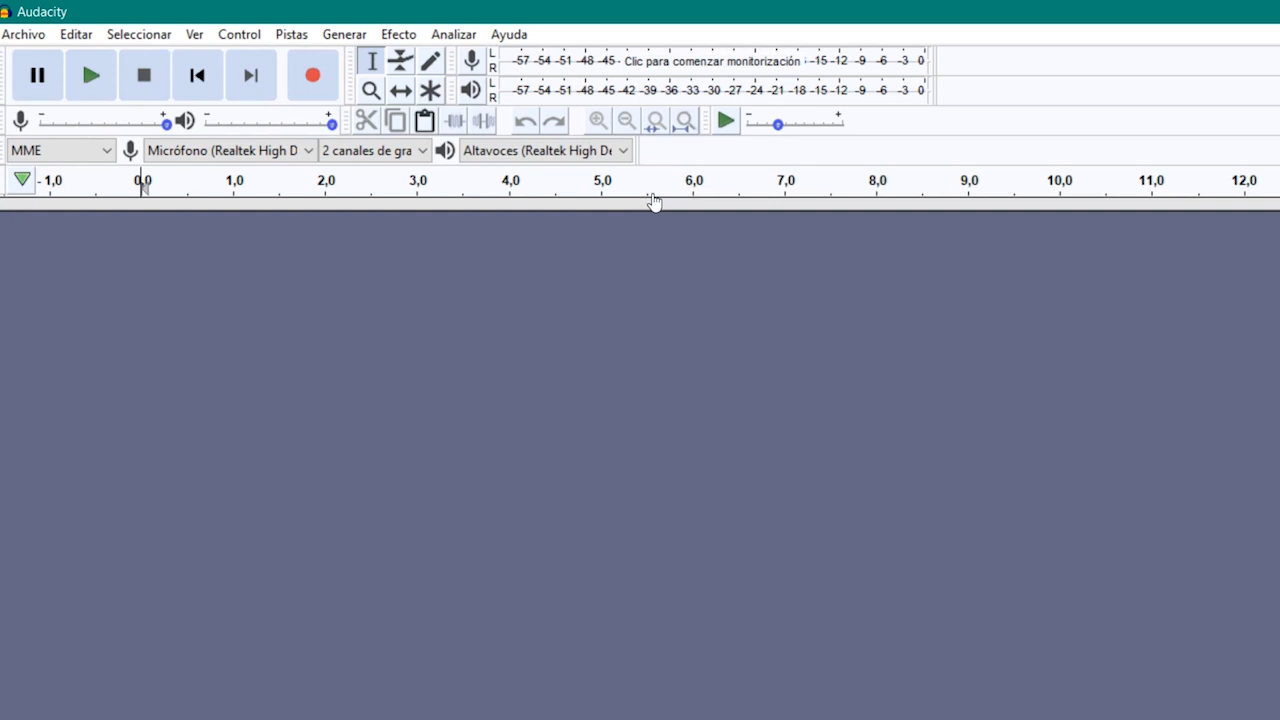 Audacity
Archivo Editar Seleccionar Ver Control Pistas Generar Efecto Analizar Ayuda
L
R
-57 -54 -51 -48 -45 - Clic para comenzar monitorización -15 -12 -9 -6 -3 0
L
R
-57 -54 -51 -48 -45 -42 -39 -36 -33 -30 -27 -24 -21 -18 -15 -12 -9 -6 -3 0
- + - + - +
MME Micrófono (Realtek High D 2 canales de gra Altavoces (Realtek High De
- 1,0 0,0 1,0 2,0 3,0 4,0 5,0 6,0 7,0 8,0 9,0 10,0 11,0 12,0